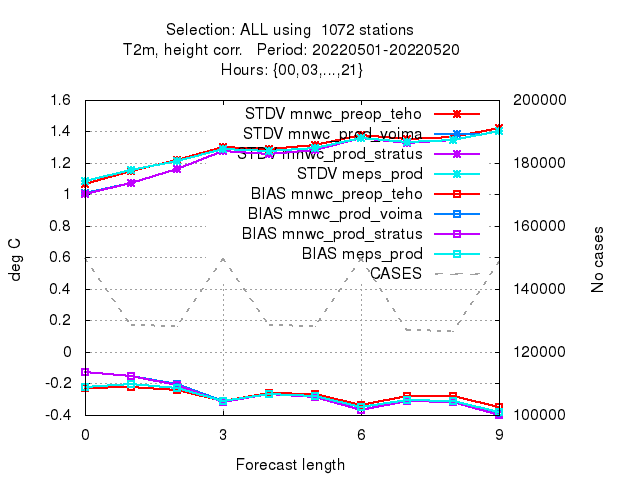 Selection: ALL using  1072 stations
T2m, height corr.   Period: 20220501-20220520
Hours: {00,03,...,21}
1.6
1.4
1.2
1
0.8
0.6
0.4
0.2
0
-0.2
-0.4
deg C
STDV mnwc_preop_teho
STDV mnwc_prod_voima
STDV mnwc_prod_stratus
STDV meps_prod
BIAS mnwc_preop_teho
BIAS mnwc_prod_voima
BIAS mnwc_prod_stratus
BIAS meps_prod
CASES
200000
180000
160000
140000
120000
100000
No cases
0 3 6 9
Forecast length